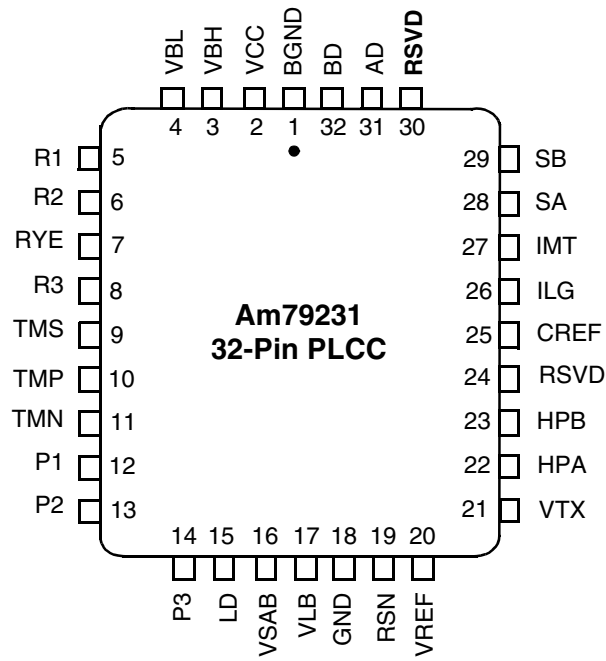 VBL VBH VCC BGND BD AD RSVD
4 3 2 1 32 31 30
R1 5
R2 6
RYE 7
R3 8
TMS 9
TMP 10
TMN 11
P1 12
P2 13
29 SB
28 SA
27 IMT
26 ILG
25 CREF
24 RSVD
23 HPB
22 HPA
21 VTX
Am79231
32-Pin PLCC
14 15 16 17 18 19 20
P3 LD VSAB VLB GND RSN VREF